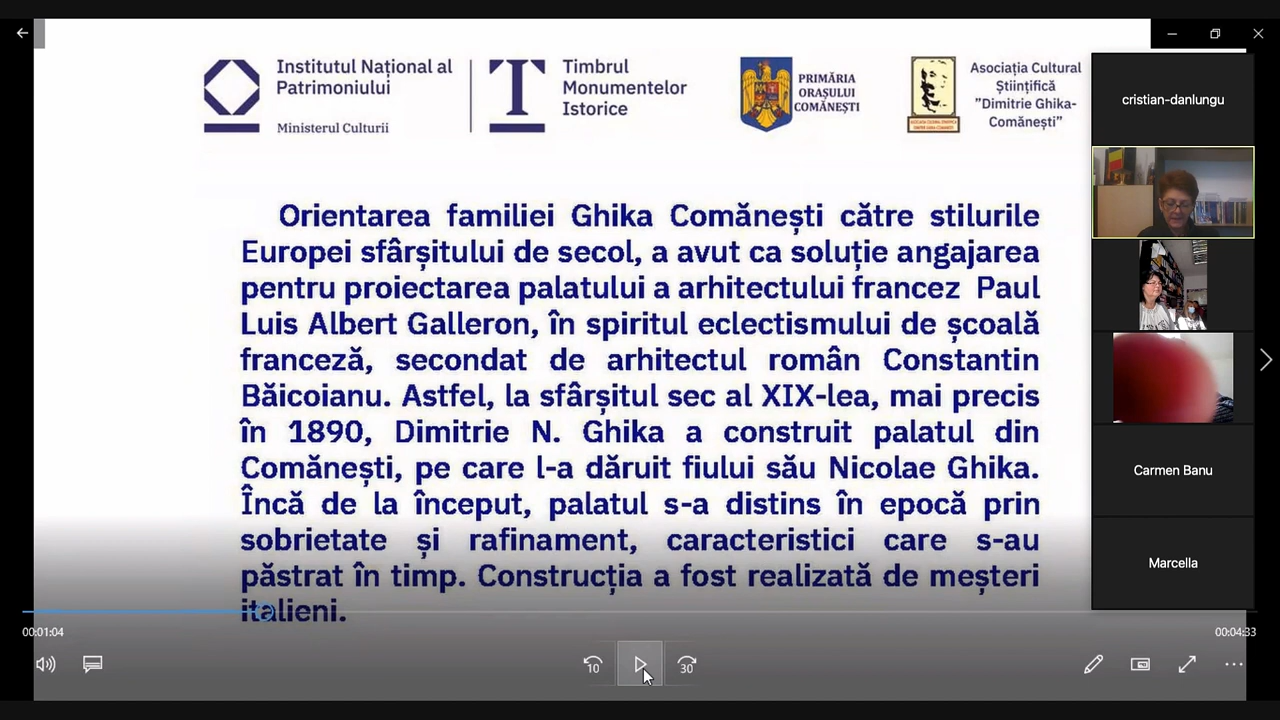 Institutul Național al
Patrimoniului
Ministerul Culturii
Timbrul
Monumentelor
Istorice
PRIMĂRIA
ORAȘULUI
COMĂNEȘTI
Asociația Cultural
Științifică
”Dimitrie Ghika-
Comănești”
Orientarea familiei Ghika Comănești către stilurile
Europei sfârșitului de secol, a avut ca soluție angajarea
pentru proiectarea palatului a arhitectului francez Paul
Luis Albert Galleron, în spiritul eclectismului de școală
franceză, secondat de arhitectul român Constantin
Băicoianu. Astfel, la sfârșitul sec al XIX-lea, mai precis
în 1890, Dimitrie N. Ghika a construit palatul din
Comănești, pe care l-a dăruit fiului său Nicolae Ghika.
Încă de la început, palatul s-a distins în epocă prin
sobrietate și rafinament, caracteristici care s-au
păstrat în timp. Construcția a fost realizată de meșteri
italieni.
cristian-danlungu
Carmen Banu
Marcella
00:01:04
00:04:33
10
30